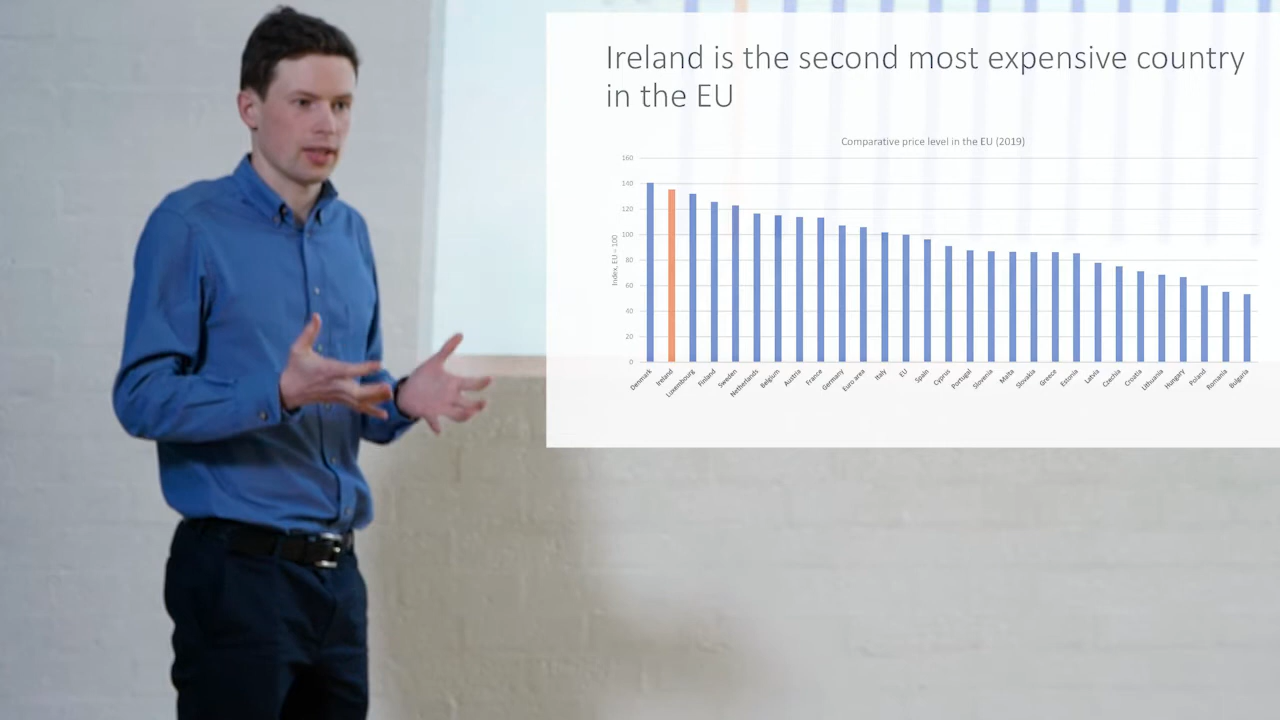 Ireland is the second most expensive country
in the EU
Comparative price level in the EU (2019)
Index, EU = 100
160
140
120
100
80
60
40
20
0
Denmark
Ireland
Luxembourg
Finland
Sweden
Netherlands
Belgium
Austria
France
Germany
Euro area
Italy
EU
Spain
Cyprus
Portugal
Slovenia
Malta
Slovakia
Greece
Estonia
Latvia
Czechia
Croatia
Lithuania
Hungary
Poland
Romania
Bulgaria